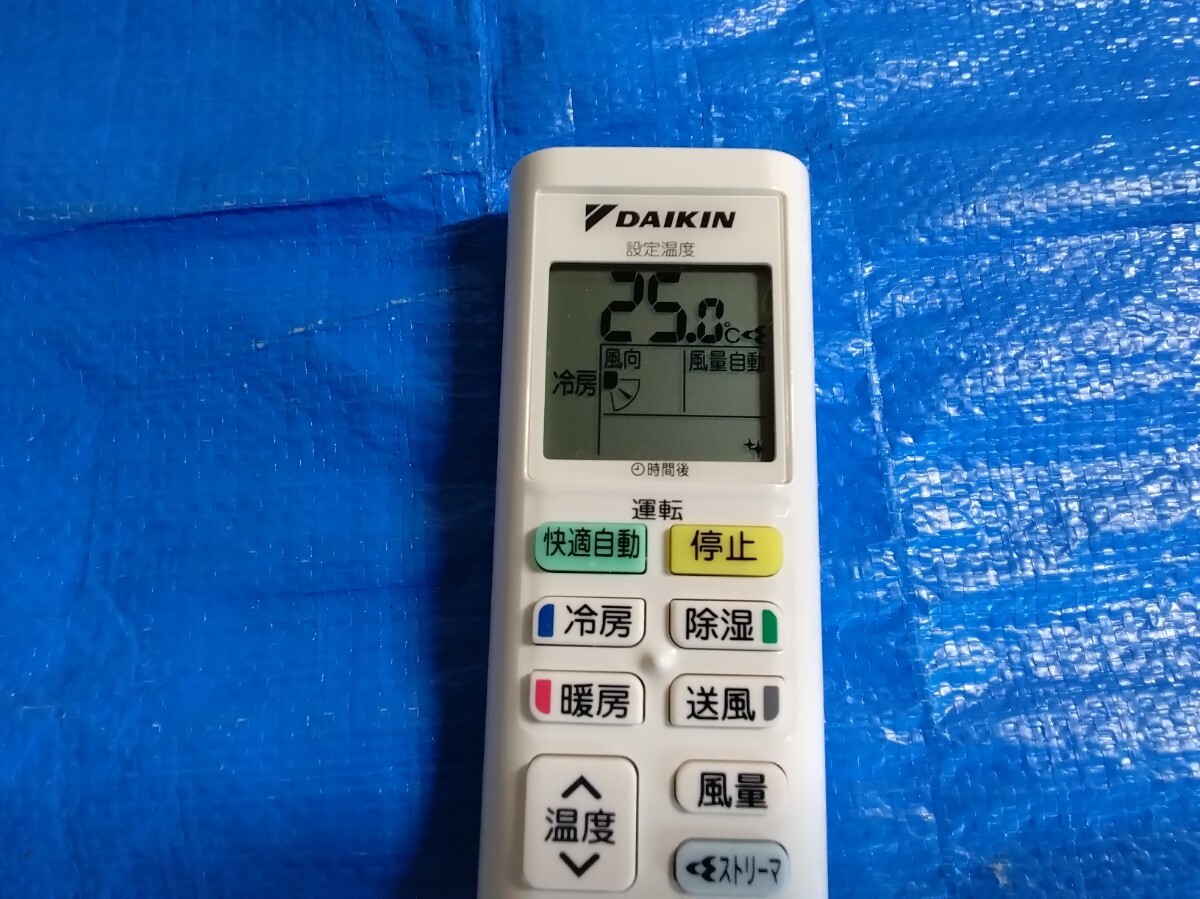 DAIKIN
設定温度
25.0℃
風向 風量自動
冷房
時間後
運転
快適自動 停止
冷房 除湿
暖房 送風
温度 風量
ストリーマ